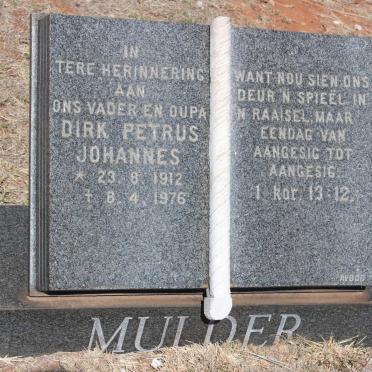 IN
TERE HERINNERING
AAN
ONS VADER EN OUPA
DIRK PETRUS
JOHANNES
* 23. 8. 1912
† 8. 4. 1976
WANT NOU SIEN ONS
DEUR 'N SPIEËL IN
'N RAAISEL, MAAR
EENDAG VAN
AANGESIG TOT
AANGESIG.
1 kor. 13-12.
MULDER